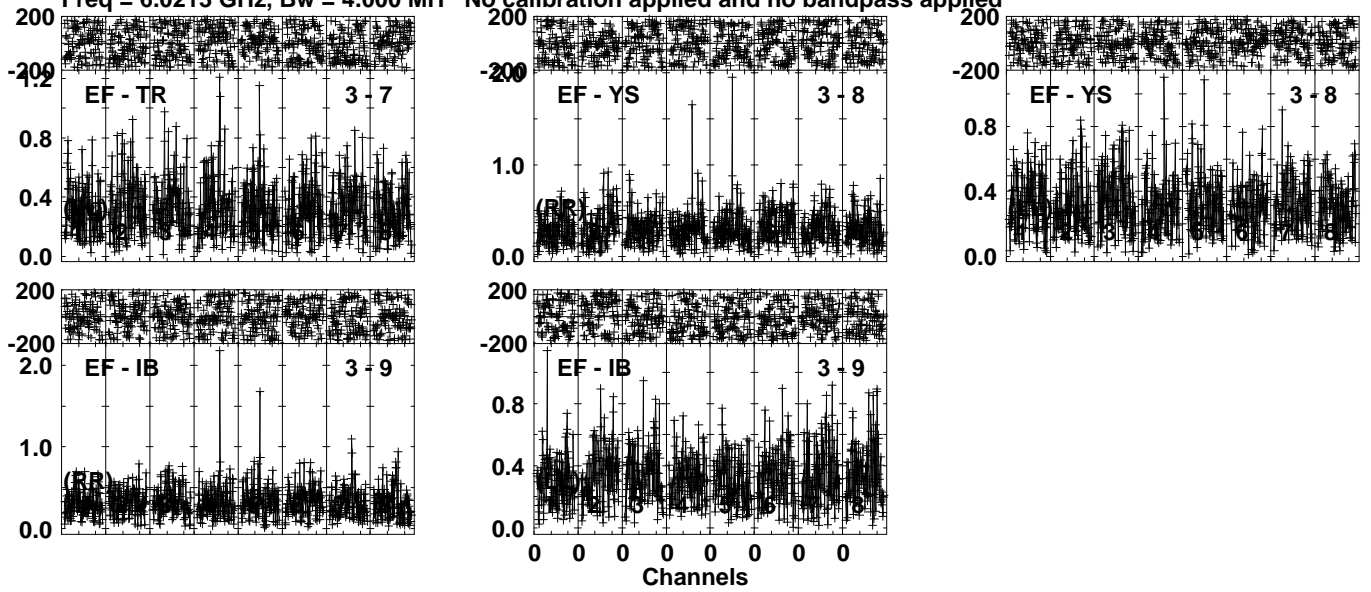 Freq = 6.0213 GHz, Bw = 4.000 MH No calibration applied and no bandpass applied
200
-200
1.2
0.8
0.4
0.0
EF - TR
3 - 7
200
-200
2.0
1.0
0.0
EF - YS
3 - 8
(RR)
200
-200
0.8
0.4
0.0
EF - YS
3 - 8
200
-200
2.0
1.0
0.0
EF - IB
3 - 9
(RR)
200
-200
0.8
0.4
0.0
EF - IB
3 - 9
0 0 0 0 0 0 0 0
Channels